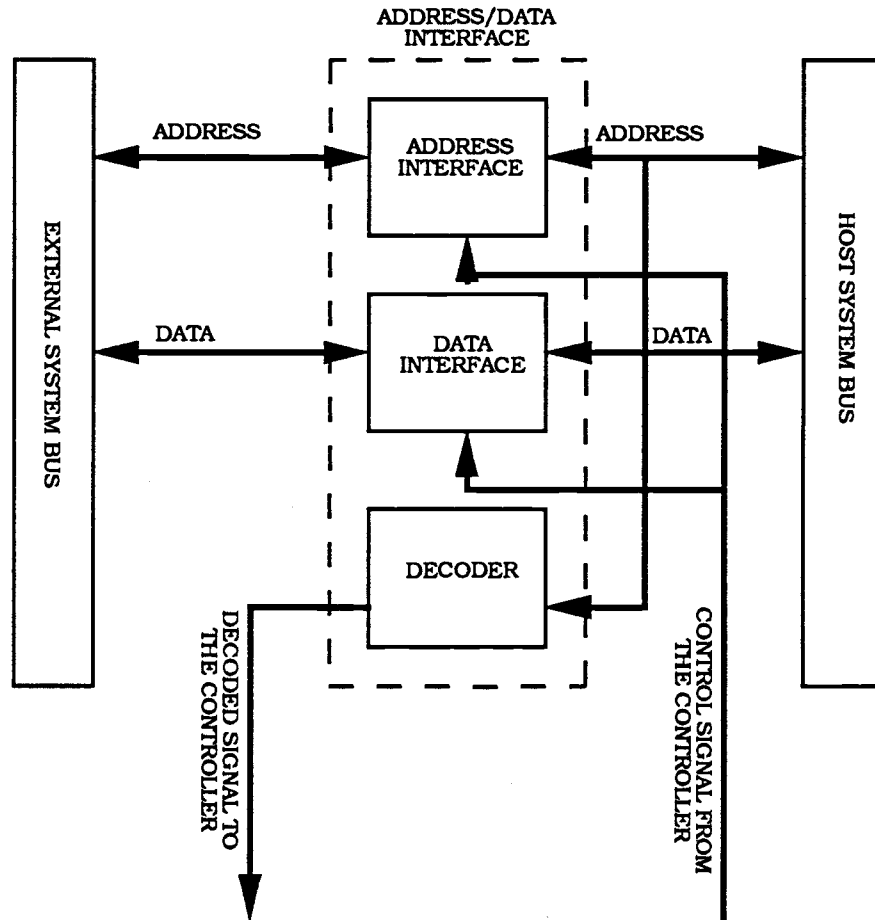 ADDRESS/DATA
INTERFACE
ADDRESS
ADDRESS
INTERFACE
ADDRESS
EXTERNAL SYSTEM BUS
HOST SYSTEM BUS
DATA
DATA
INTERFACE
DATA
DECODER
DECODED SIGNAL TO
THE CONTROLLER
CONTROL SIGNAL FROM
THE CONTROLLER